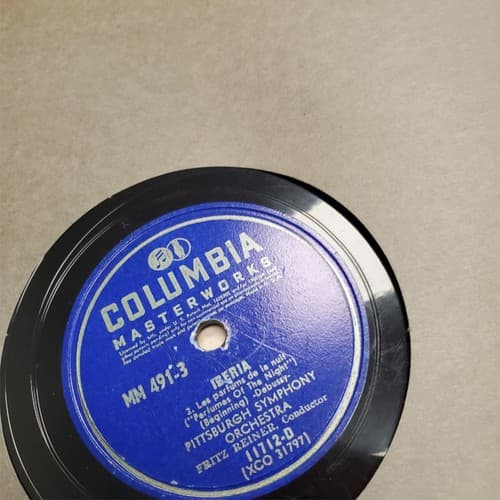 COLUMBIA
MASTERWORKS
MM 491-3
IBERIA
2. Les parfums de la nuit
("Perfumes Of The Night")
(Beginning) -Debussy-
PITTSBURGH SYMPHONY
ORCHESTRA
FRITZ REINER, Conductor
11712-D
(XCO 31797)